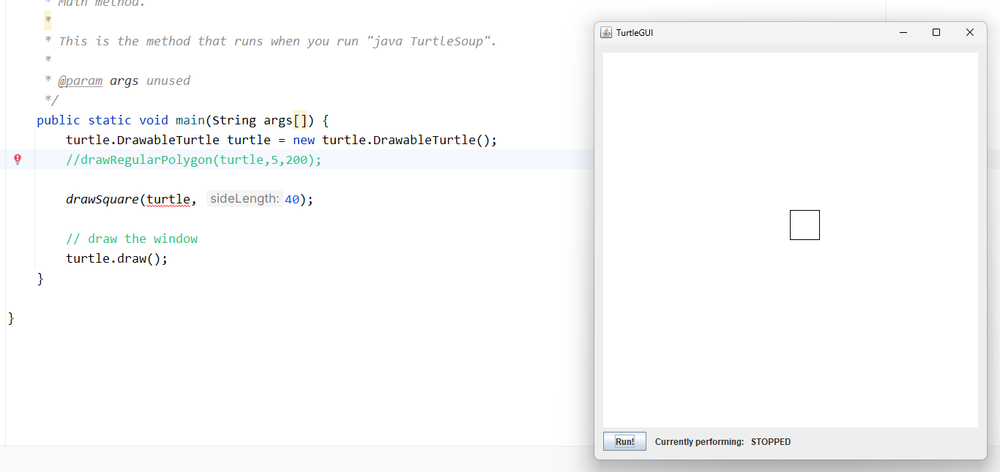 * Main method.
*
* This is the method that runs when you run "java TurtleSoup".
*
* @param args unused
*/
public static void main(String args[]) {
turtle.DrawableTurtle turtle = new turtle.DrawableTurtle();
//drawRegularPolygon(turtle,5,200);
drawSquare(turtle, sideLength: 40);
// draw the window
turtle.draw();
}
}
TurtleGUI
Run! Currently performing: STOPPED